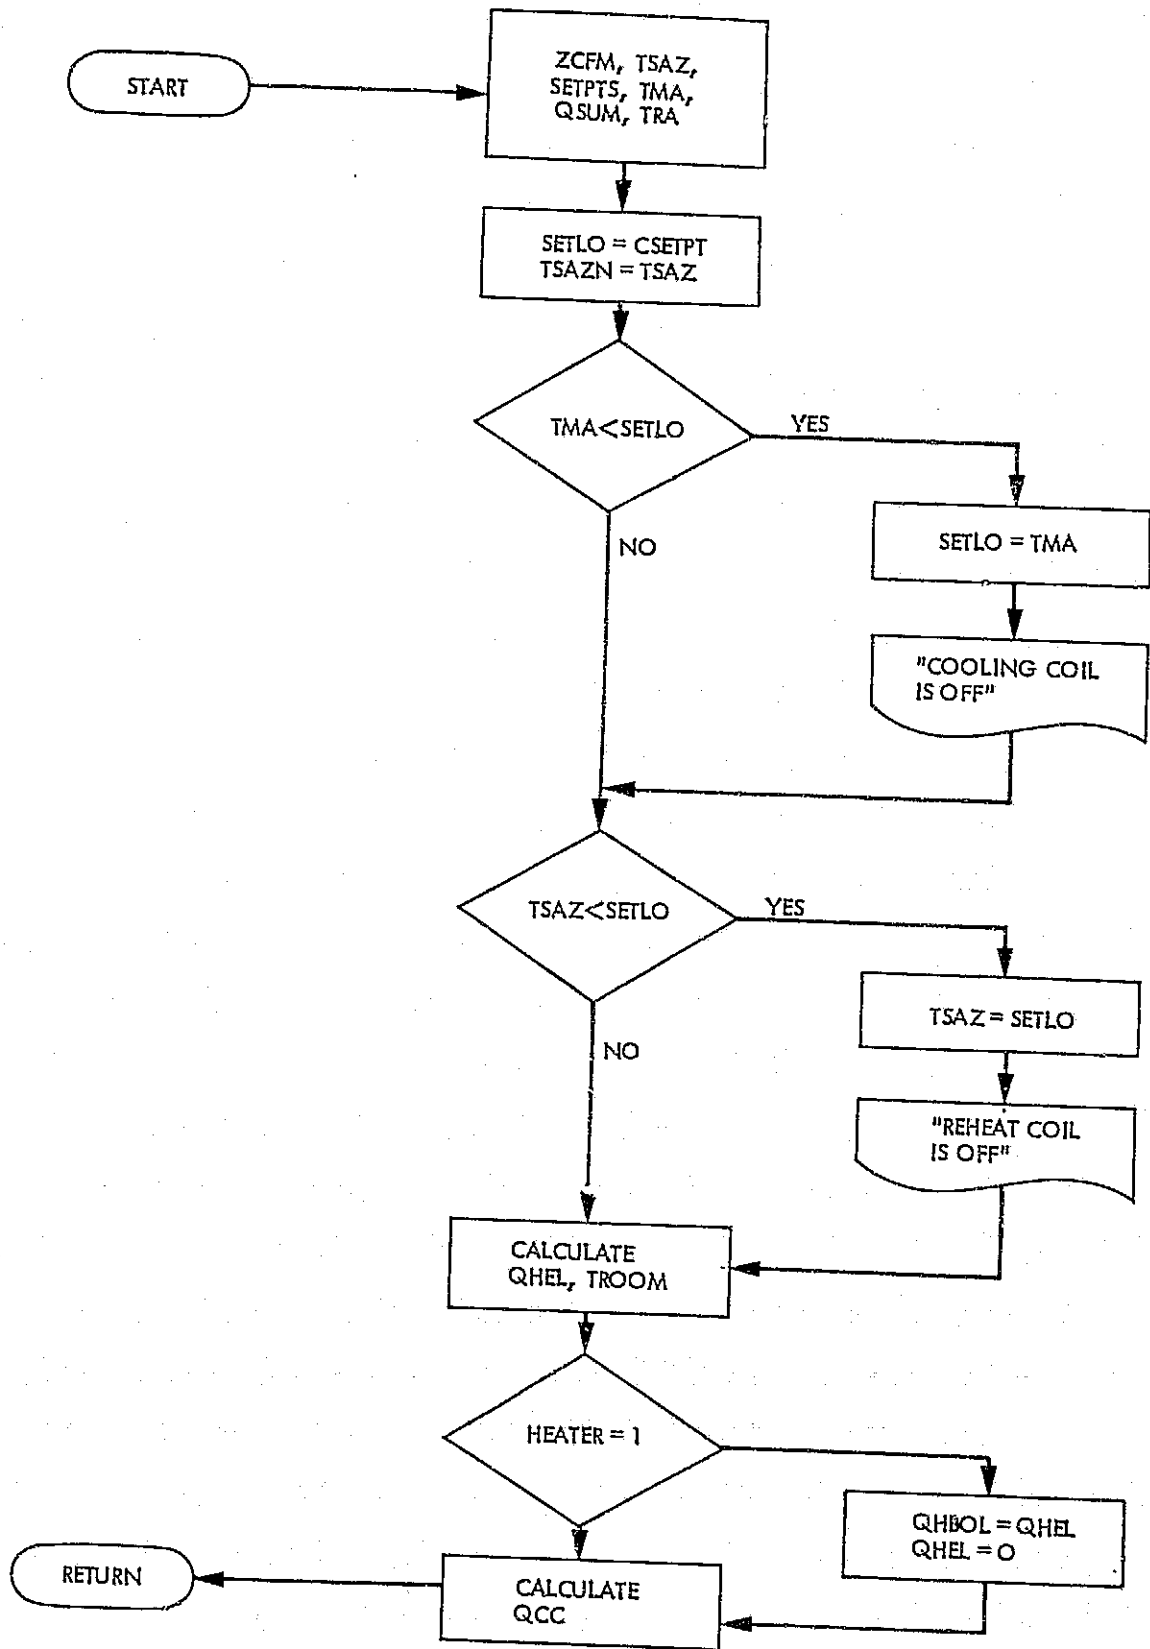 START
ZCFM, TSAZ,
SETPTS, TMA,
QSUM, TRA
SETLO = CSETPT
TSAZN = TSAZ
TMA<SETLO
YES
NO
SETLO = TMA
"COOLING COIL
IS OFF"
TSAZ<SETLO
YES
NO
TSAZ = SETLO
"REHEAT COIL
IS OFF"
CALCULATE
QHEL, TROOM
HEATER = 1
QHBOL = QHEL
QHEL = O
CALCULATE
QCC
RETURN